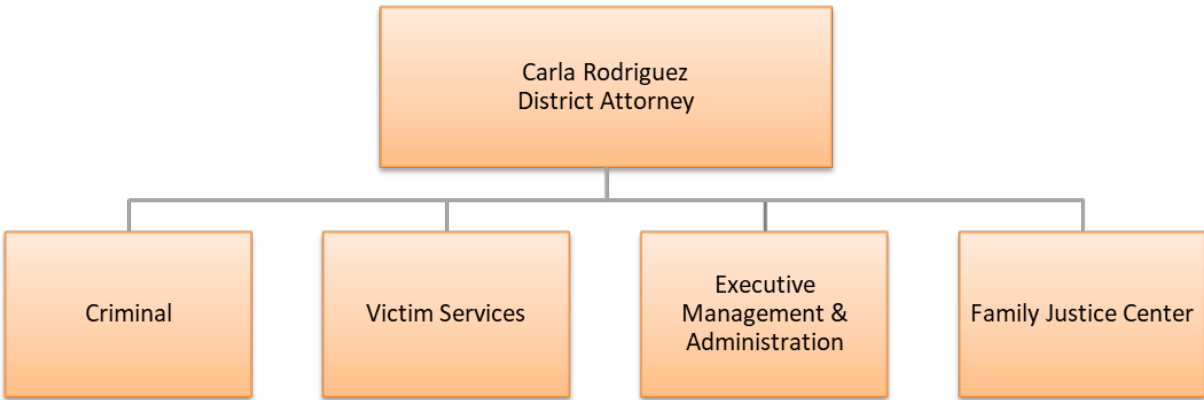 Carla Rodriguez
District Attorney
Criminal
Victim Services
Executive
Management &
Administration
Family Justice Center